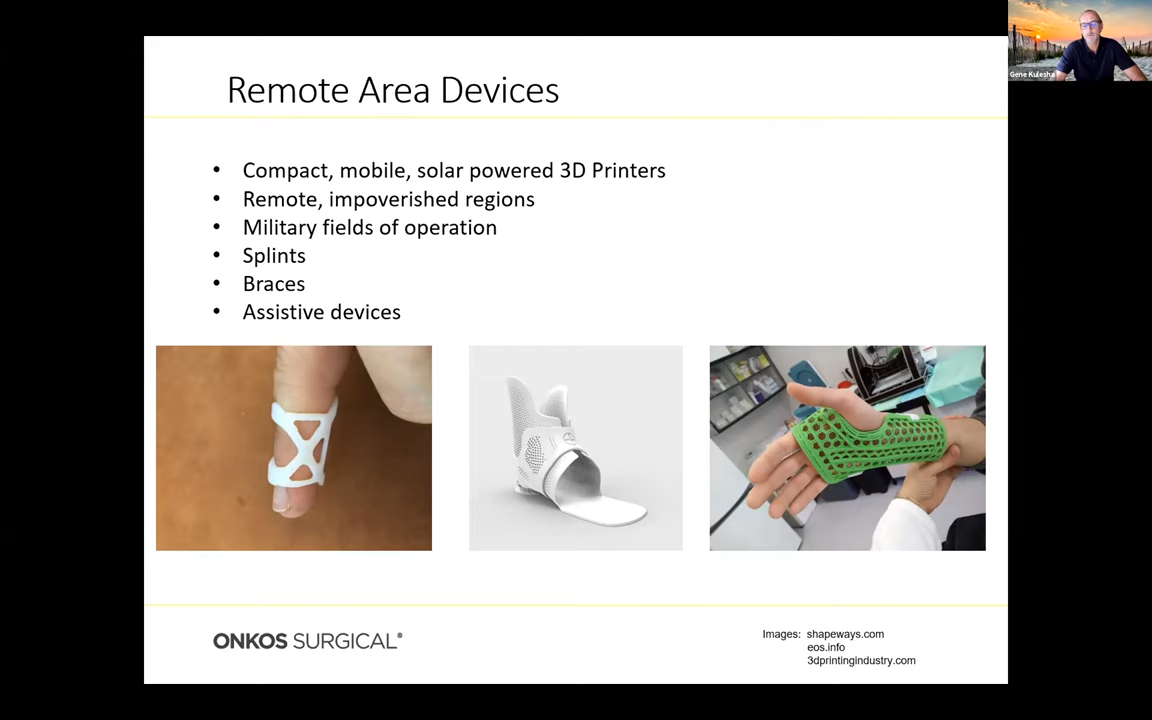 Gene Kulesha
Remote Area Devices
• Compact, mobile, solar powered 3D Printers
• Remote, impoverished regions
• Military fields of operation
• Splints
• Braces
• Assistive devices
ONKOS SURGICAL®
Images: shapeways.com
eos.info
3dprintingindustry.com